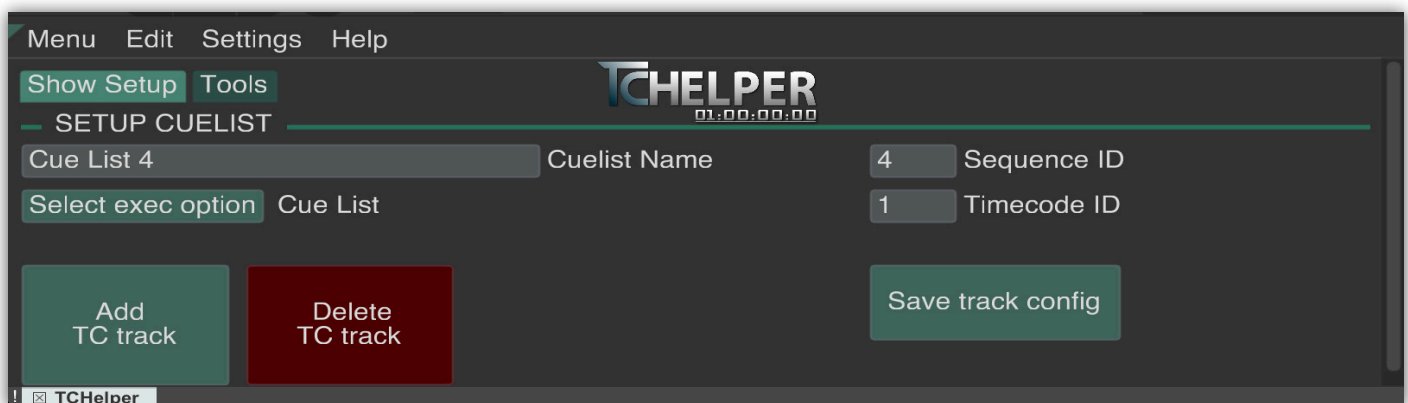 Menu Edit Settings Help
Show Setup Tools
TCHELPER
01:00:00:00
SETUP CUELIST
Cue List 4 Cuelist Name 4 Sequence ID
Select exec option Cue List 1 Timecode ID
Add
TC track
Delete
TC track
Save track config
! ☒ TCHelper